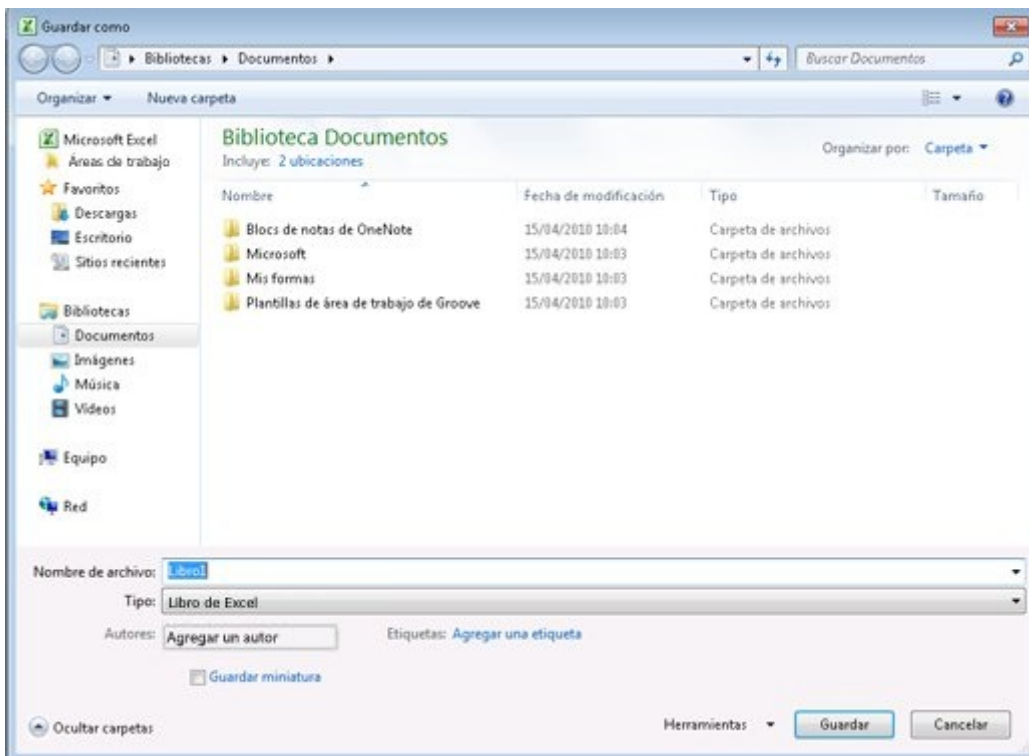 Guardar como
Bibliotecas Documentos
Buscar Documentos
Organizar Nueva carpeta
Microsoft Excel
Áreas de trabajo
Favoritos
Descargas
Escritorio
Sitios recientes
Bibliotecas
Documentos
Imágenes
Música
Vídeos
Equipo
Red
Biblioteca Documentos
Incluye: 2 ubicaciones
Organizar por: Carpeta
Nombre Fecha de modificación Tipo Tamaño
Blocs de notas de OneNote 15/04/2010 10:04 Carpeta de archivos
Microsoft 15/04/2010 10:03 Carpeta de archivos
Mis formas 15/04/2010 10:03 Carpeta de archivos
Plantillas de área de trabajo de Groove 15/04/2010 10:03 Carpeta de archivos
Nombre de archivo: Libro1
Tipo: Libro de Excel
Autores: Agregar un autor Etiquetas: Agregar una etiqueta
Guardar miniatura
Ocultar carpetas Herramientas Guardar Cancelar